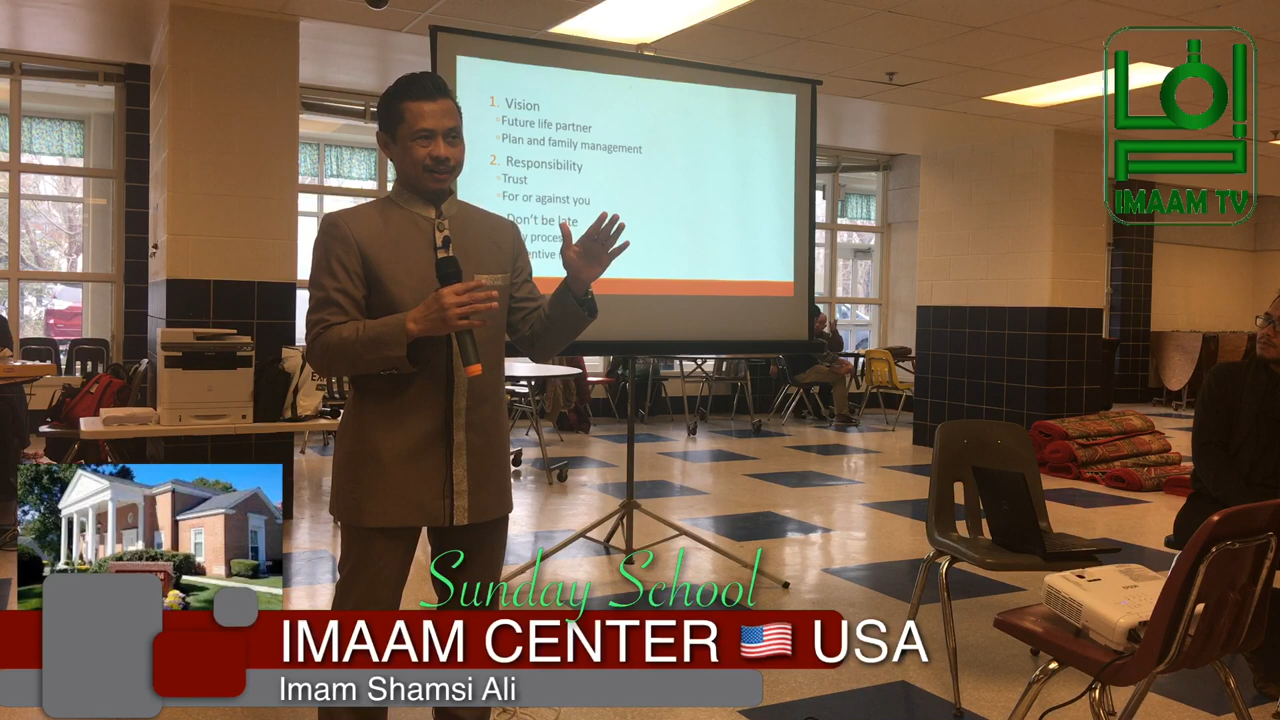 1. Vision
Future life partner
Plan and family management
2. Responsibility
Trust
For or against you
Don't be late
IMAAM TV
Sunday School
IMAAM CENTER 🇺🇸 USA
Imam Shamsi Ali